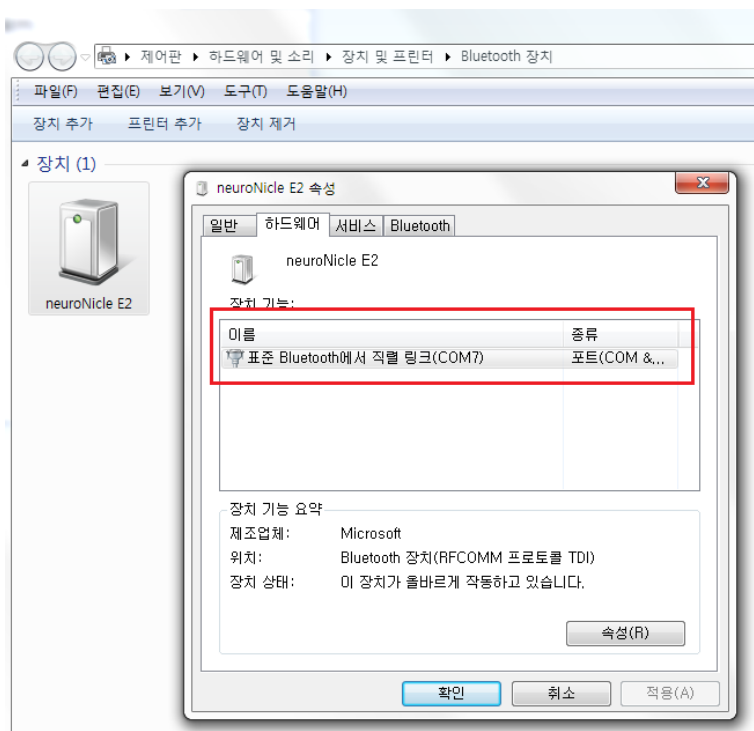 제어판 ▸ 하드웨어 및 소리 ▸ 장치 및 프린터 ▸ Bluetooth 장치
파일(F) 편집(E) 보기(V) 도구(T) 도움말(H)
장치 추가 프린터 추가 장치 제거
장치 (1)
neuroNicle E2
neuroNicle E2 속성
일반 하드웨어 서비스 Bluetooth
neuroNicle E2
장치 기능:
이름 종류
표준 Bluetooth에서 직렬 링크(COM7) 포트(COM &...
장치 기능 요약
제조업체: Microsoft
위치: Bluetooth 장치(RFCOMM 프로토콜 TDI)
장치 상태: 이 장치가 올바르게 작동하고 있습니다.
속성(R)
확인 취소 적용(A)